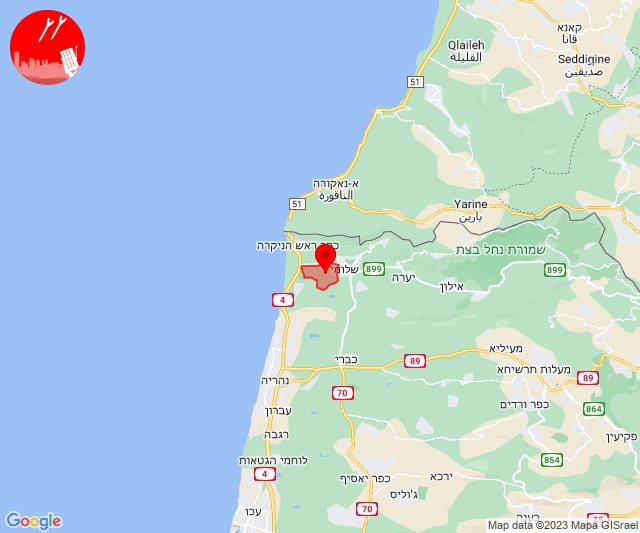 קאנא
قانا
Qlaileh
القليلة
Seddiqine
صديقين
51
א-נאקורה
الناقورة
51
Yarine
يارين
כפר ראש הניקרה
שמורת נחל בצת
שלומי
899
899
יערה
אילון
4
מעיליא
כברי
89
מעלות תרשיחא
89
נהריה
70
כפר ורדים
864
עברון
רגבה
פקיעין
לוחמי הגטאות
854
4
כפר יאסיף
ירכא
ג'וליס
עכו
70
Google
Map data ©2023 Mapa GISrael